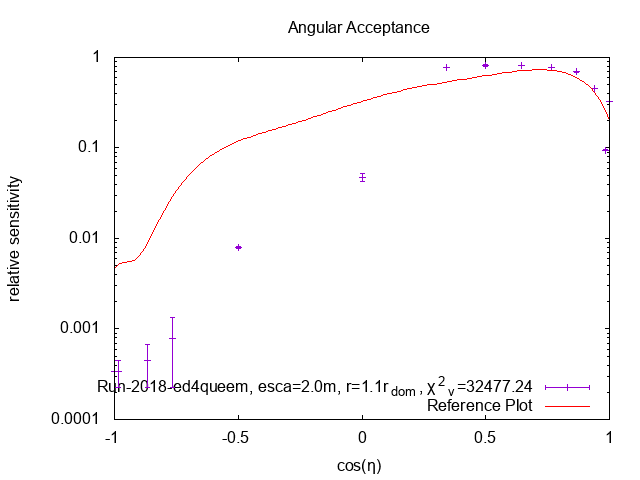 Angular Acceptance
relative sensitivity
1
0.1
0.01
0.001
0.0001
Run-2018-ed4queem, esca=2.0m, r=1.1r_dom, χ²_v=32477.24
Reference Plot
-1 -0.5 0 0.5 1
cos(η)